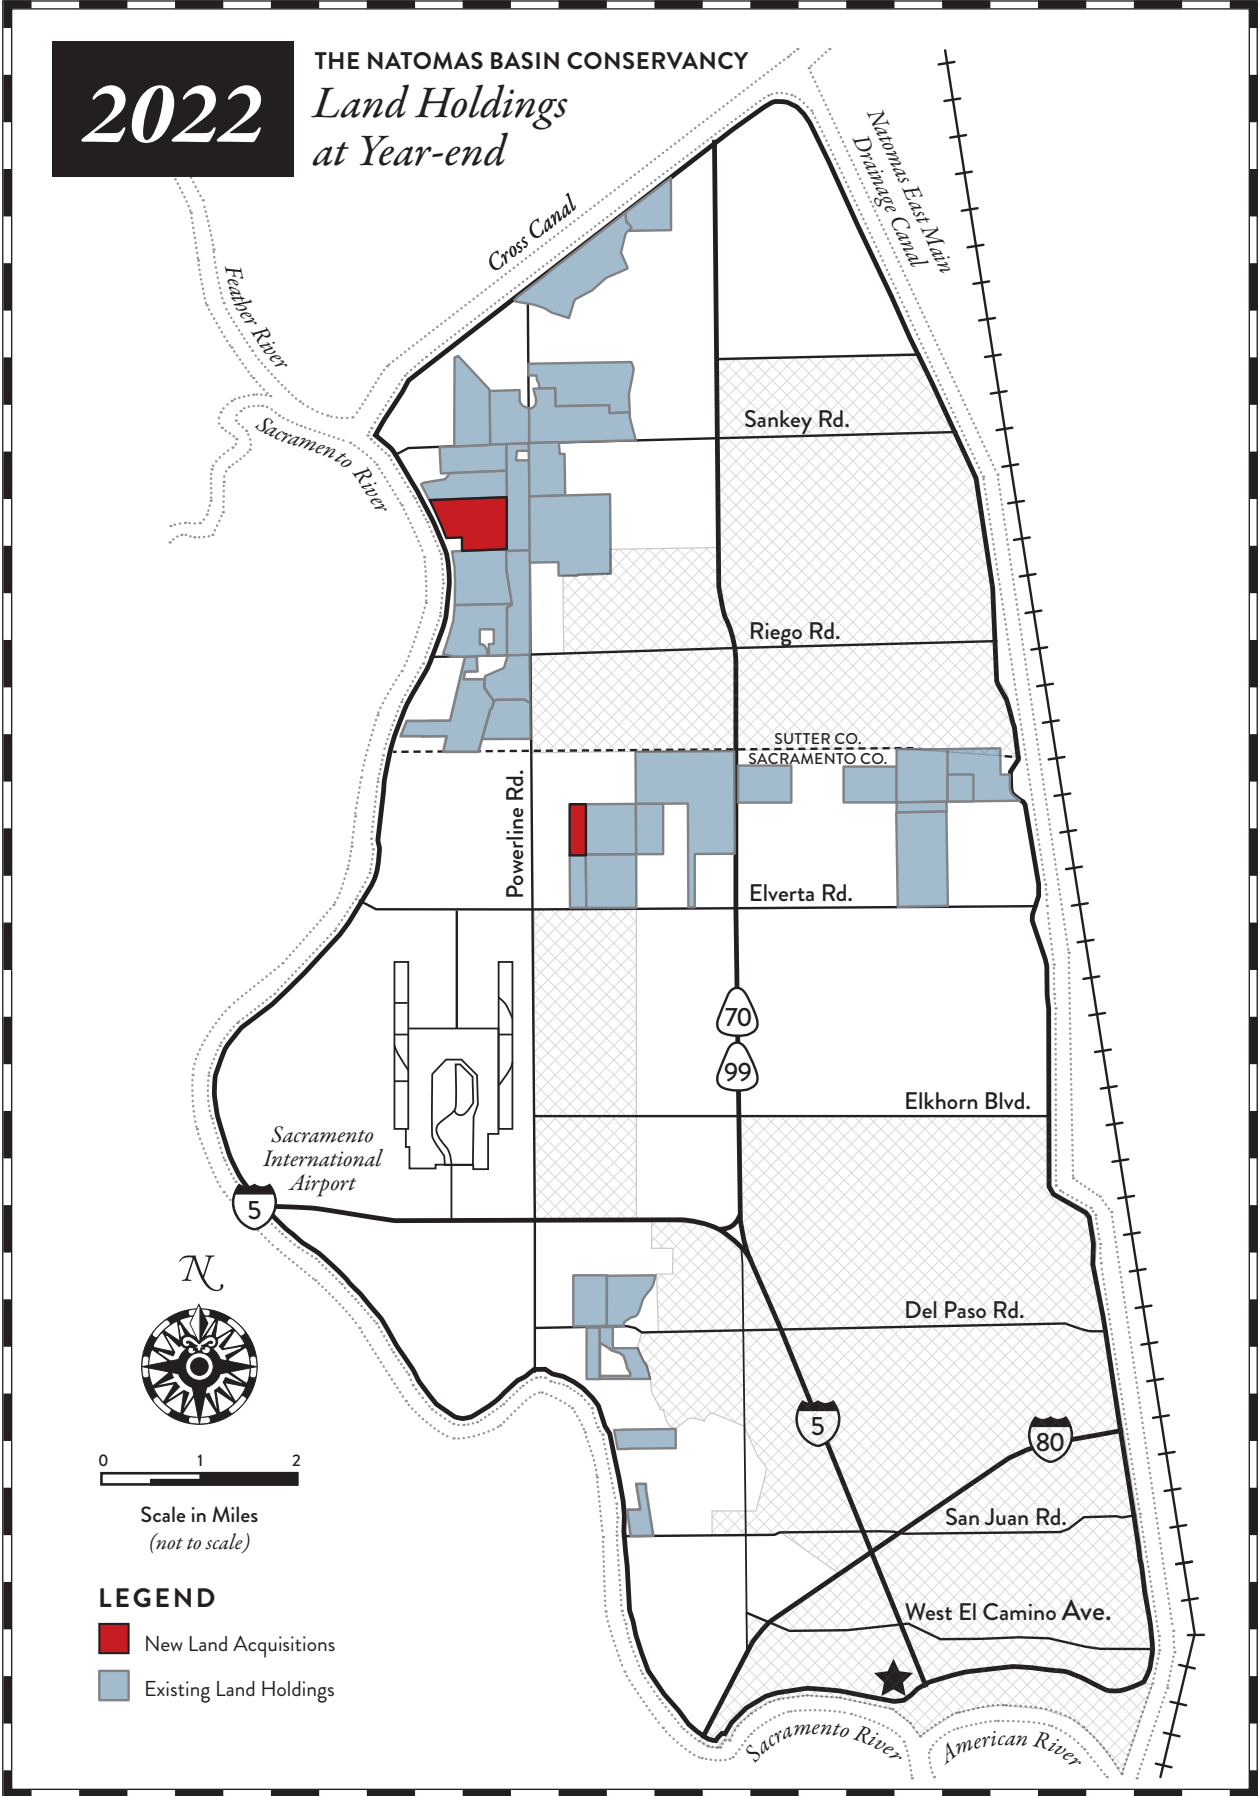 2022
THE NATOMAS BASIN CONSERVANCY
Land Holdings
at Year-end
Natomas East Main
Drainage Canal
Cross Canal
Feather River
Sacramento River
Sankey Rd.
Riego Rd.
SUTTER CO.
SACRAMENTO CO.
Powerline Rd.
Elverta Rd.
70
99
Elkhorn Blvd.
Sacramento
International
Airport
5
N
Del Paso Rd.
5
80
0 1 2
Scale in Miles
(not to scale)
San Juan Rd.
LEGEND
New Land Acquisitions
Existing Land Holdings
West El Camino Ave.
Sacramento River
American River